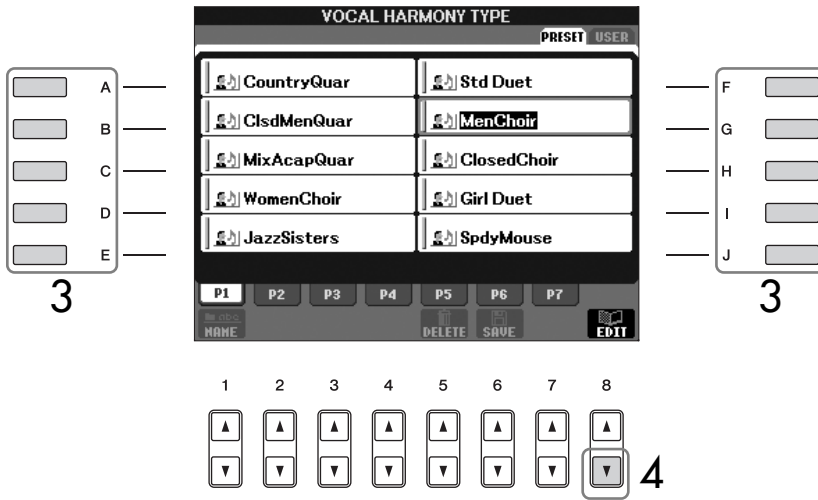 VOCAL HARMONY TYPE
PRESET USER
A CountryQuar Std Duet F
B ClsdMenQuar MenChoir G
C MixAcapQuar ClosedChoir H
D WomenChoir Girl Duet I
E JazzSisters SpdyMouse J
3 3
P1 P2 P3 P4 P5 P6 P7
NAME DELETE SAVE EDIT
1 2 3 4 5 6 7 8
4